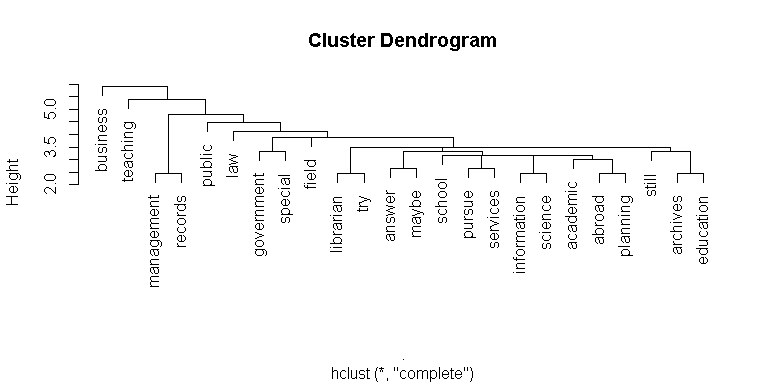 Cluster Dendrogram
Height
2.0 3.5 5.0
business
teaching
management
records
public
law
government
special
field
librarian
try
answer
maybe
school
pursue
services
information
science
academic
abroad
planning
still
archives
education
.
hclust (*, "complete")